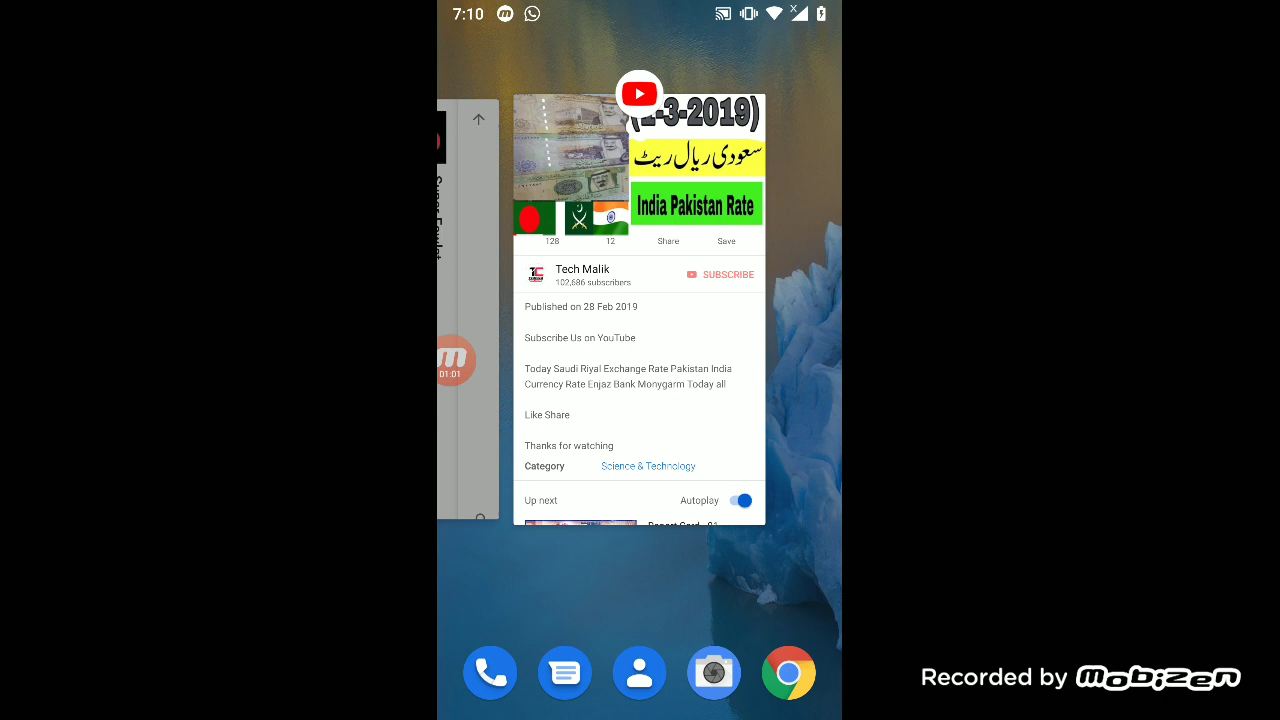 7:10
(1-3-2019)
سعودی ریال ریٹ
India Pakistan Rate
128 12 Share Save
Tech Malik
102,686 subscribers
SUBSCRIBE
Published on 28 Feb 2019
Subscribe Us on YouTube
Today Saudi Riyal Exchange Rate Pakistan India
Currency Rate Enjaz Bank Monygarm Today all
Like Share
Thanks for watching
Category Science & Technology
Up next Autoplay
01:01
Recorded by mobizen